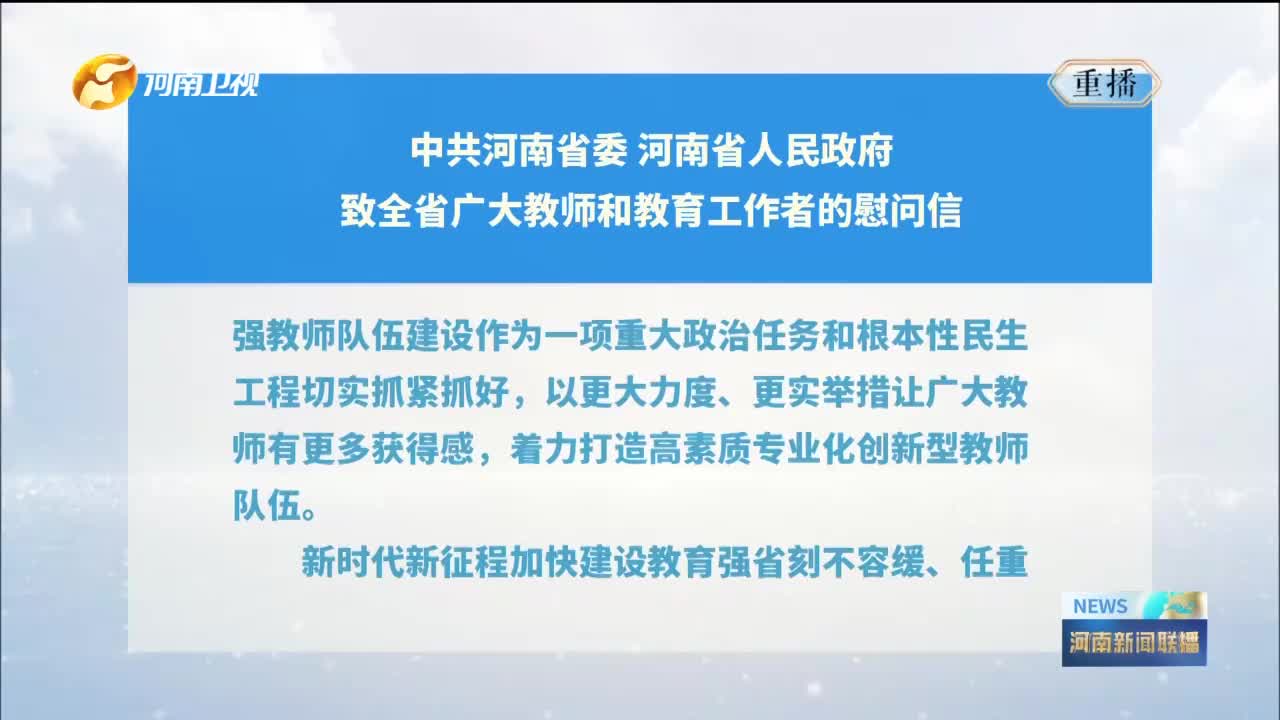 河南卫视
重播
中共河南省委 河南省人民政府
致全省广大教师和教育工作者的慰问信
强教师队伍建设作为一项重大政治任务和根本性民生
工程切实抓紧抓好，以更大力度、更实举措让广大教
师有更多获得感，着力打造高素质专业化创新型教师
队伍。
新时代新征程加快建设教育强省刻不容缓、任重
NEWS
河南新闻联播